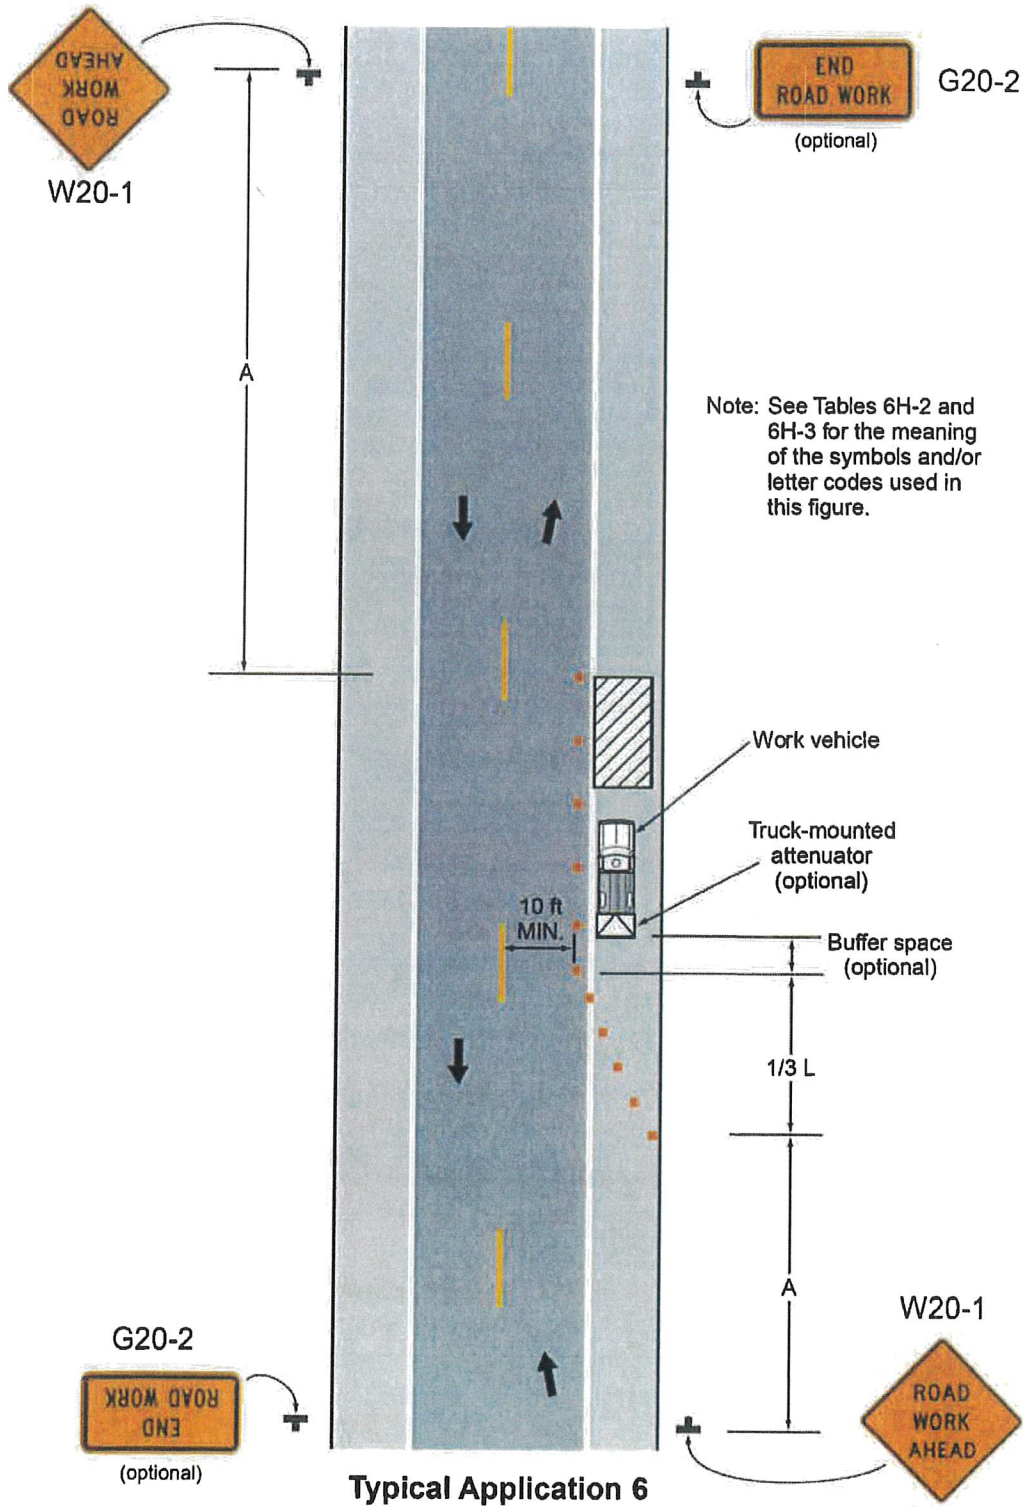 ROAD
WORK
AHEAD
W20-1
END
ROAD WORK
(optional)
G20-2
A
Note: See Tables 6H-2 and
6H-3 for the meaning
of the symbols and/or
letter codes used in
this figure.
Work vehicle
Truck-mounted
attenuator
(optional)
10 ft
MIN.
Buffer space
(optional)
1/3 L
A
G20-2
END
ROAD WORK
(optional)
W20-1
ROAD
WORK
AHEAD
Typical Application 6